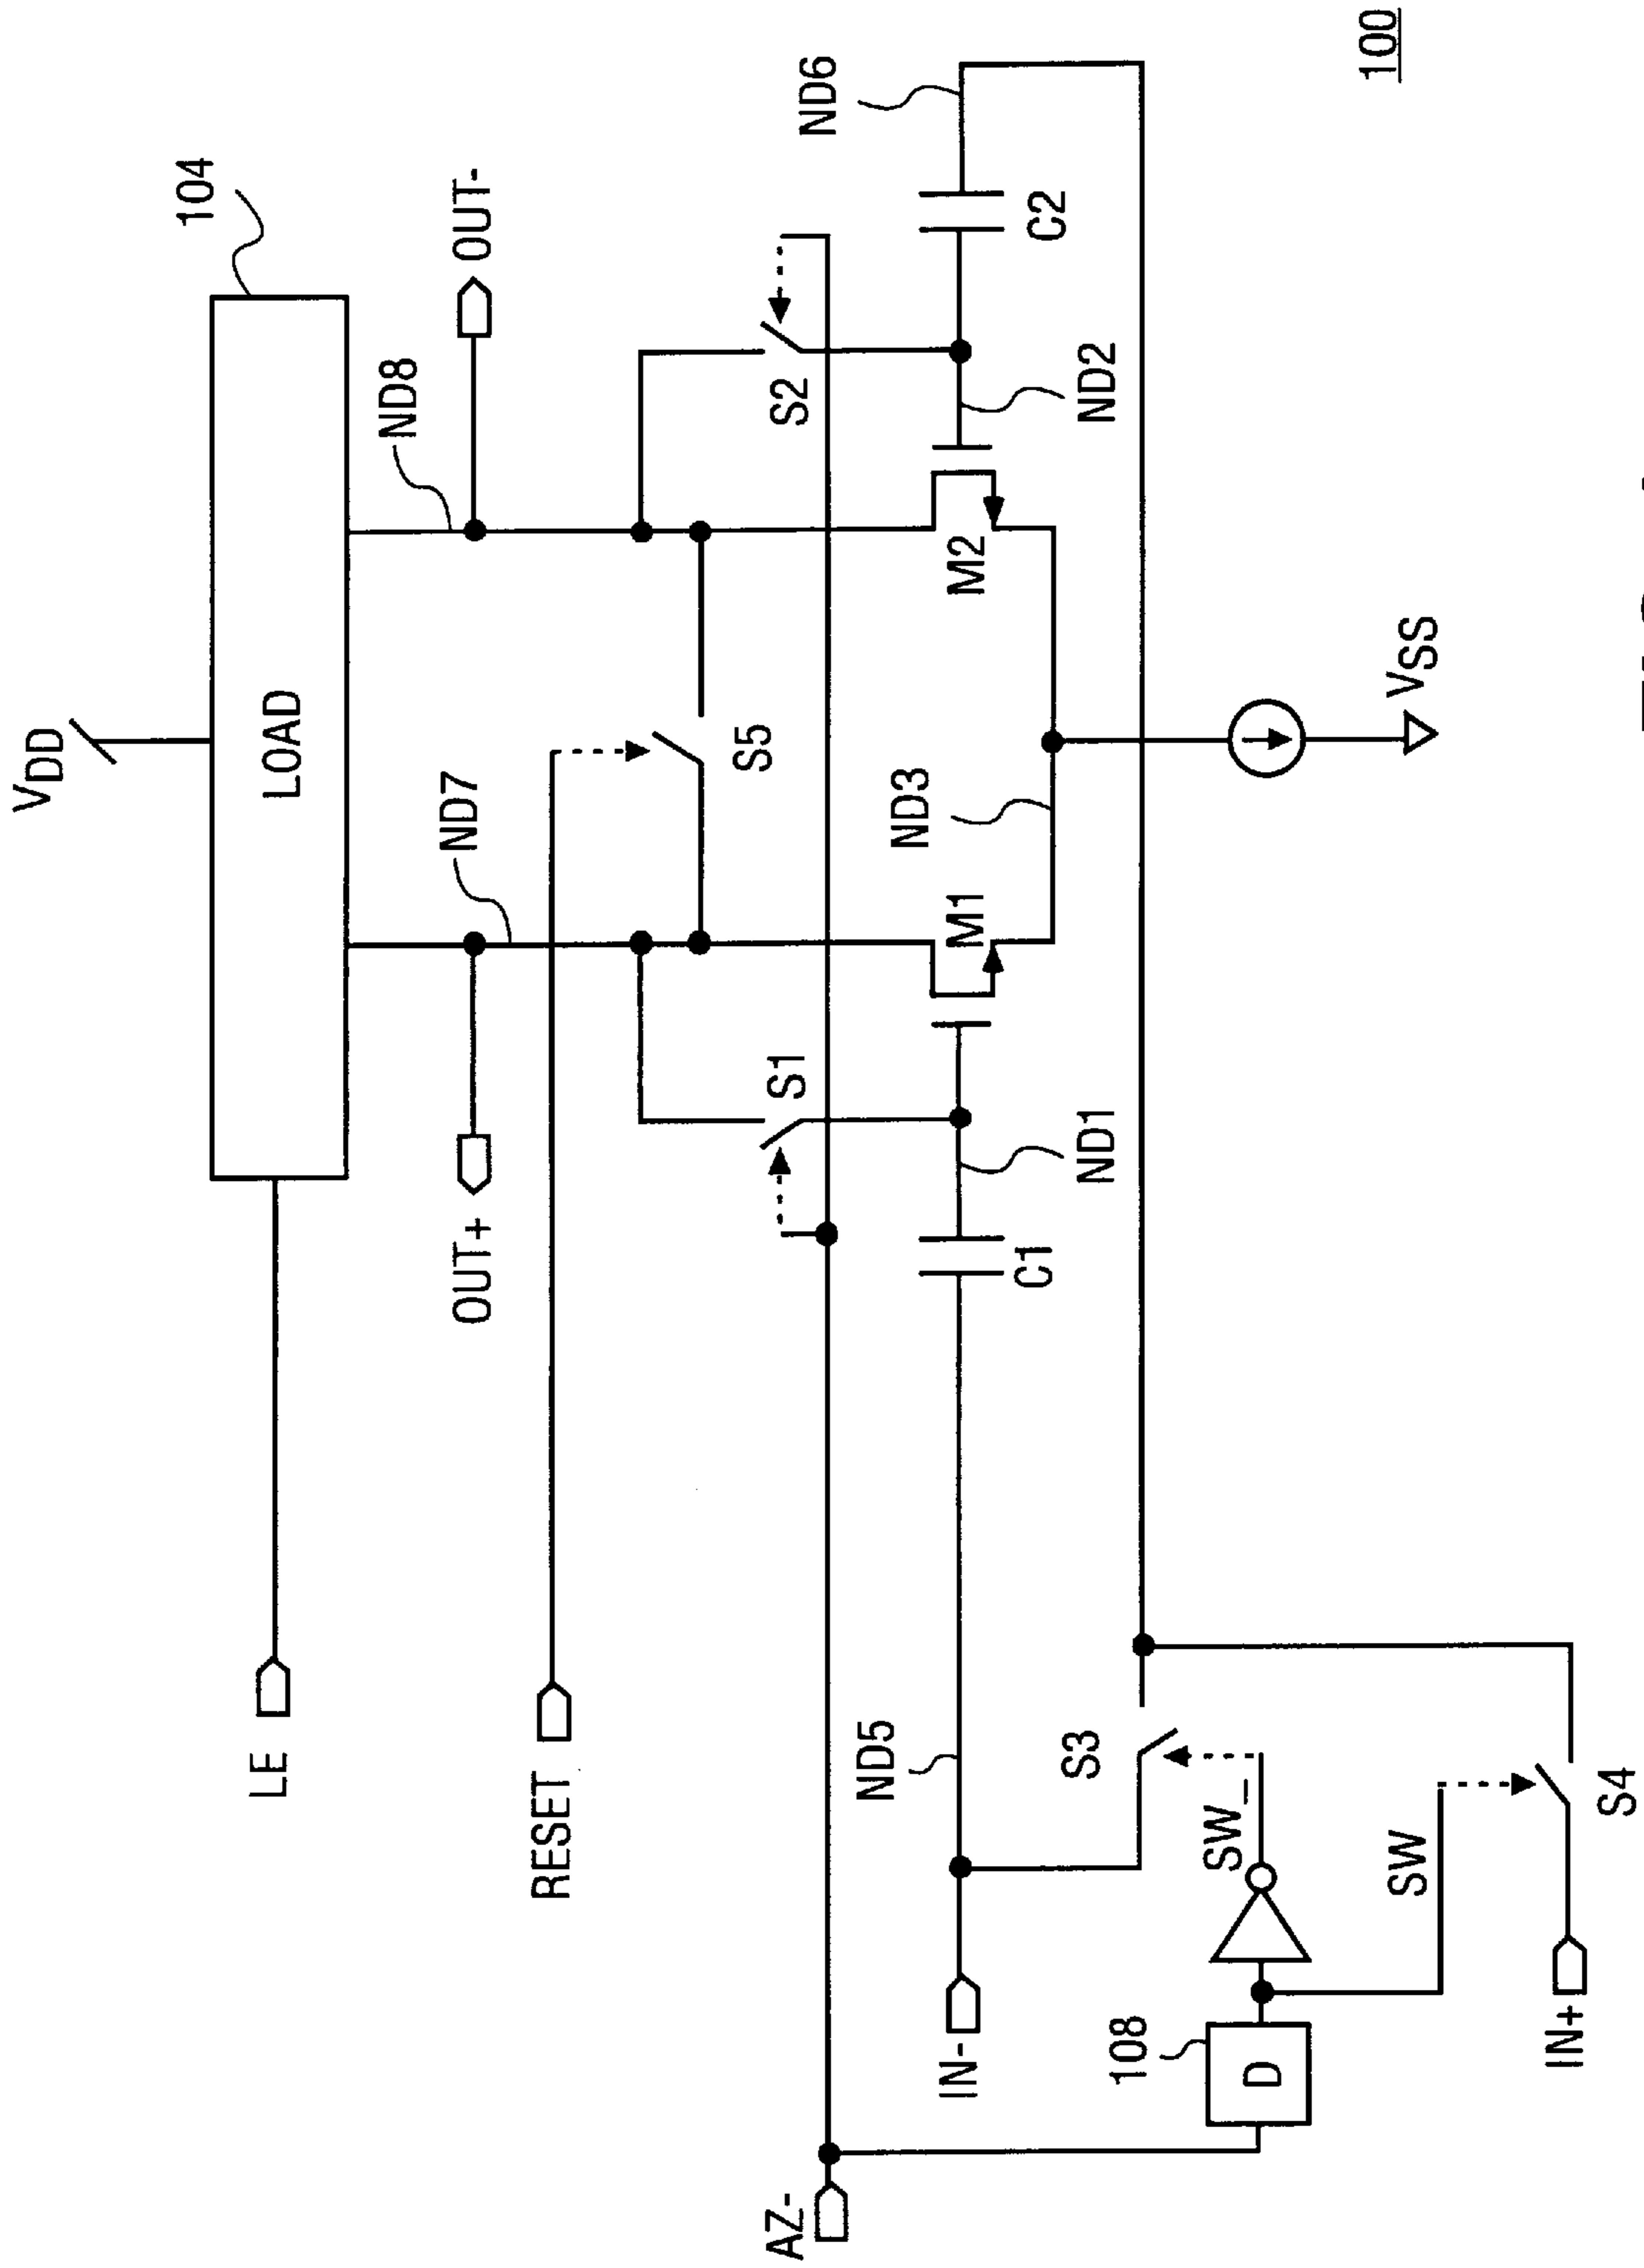 VDD
104
LOAD
LE
ND8
OUT-
OUT+
ND7
RESET
S5
S1
S2
ND6
AZ-
IN-
ND5
C1
ND1
M1
ND3
M2
ND2
C2
S3
108
D
SW_
SW
S4
IN+
VSS
100